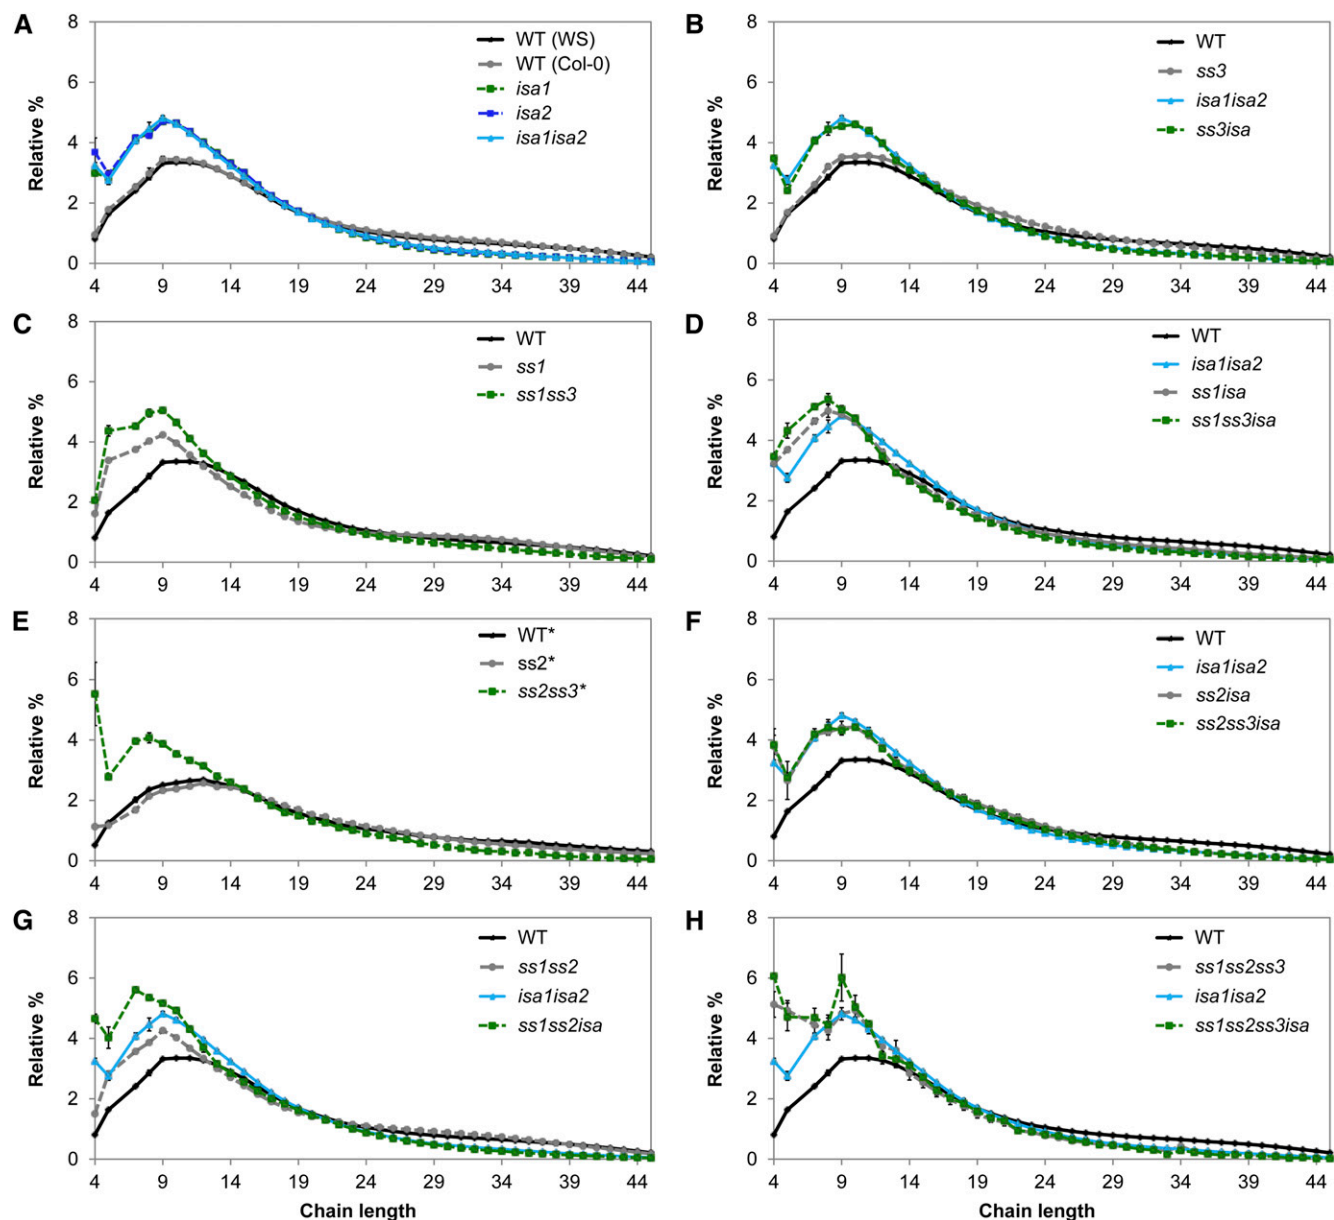 A
Relative %
8
6
4
2
0
4 9 14 19 24 29 34 39 44
WT (WS)
WT (Col-0)
isa1
isa2
isa1isa2
B
Relative %
8
6
4
2
0
4 9 14 19 24 29 34 39 44
WT
ss3
isa1isa2
ss3isa
C
Relative %
8
6
4
2
0
4 9 14 19 24 29 34 39 44
WT
ss1
ss1ss3
D
Relative %
8
6
4
2
0
4 9 14 19 24 29 34 39 44
WT
isa1isa2
ss1isa
ss1ss3isa
E
Relative %
8
6
4
2
0
4 9 14 19 24 29 34 39 44
WT*
ss2*
ss2ss3*
F
Relative %
8
6
4
2
0
4 9 14 19 24 29 34 39 44
WT
isa1isa2
ss2isa
ss2ss3isa
G
Relative %
8
6
4
2
0
4 9 14 19 24 29 34 39 44
Chain length
WT
ss1ss2
isa1isa2
ss1ss2isa
H
Relative %
8
6
4
2
0
4 9 14 19 24 29 34 39 44
Chain length
WT
ss1ss2ss3
isa1isa2
ss1ss2ss3isa